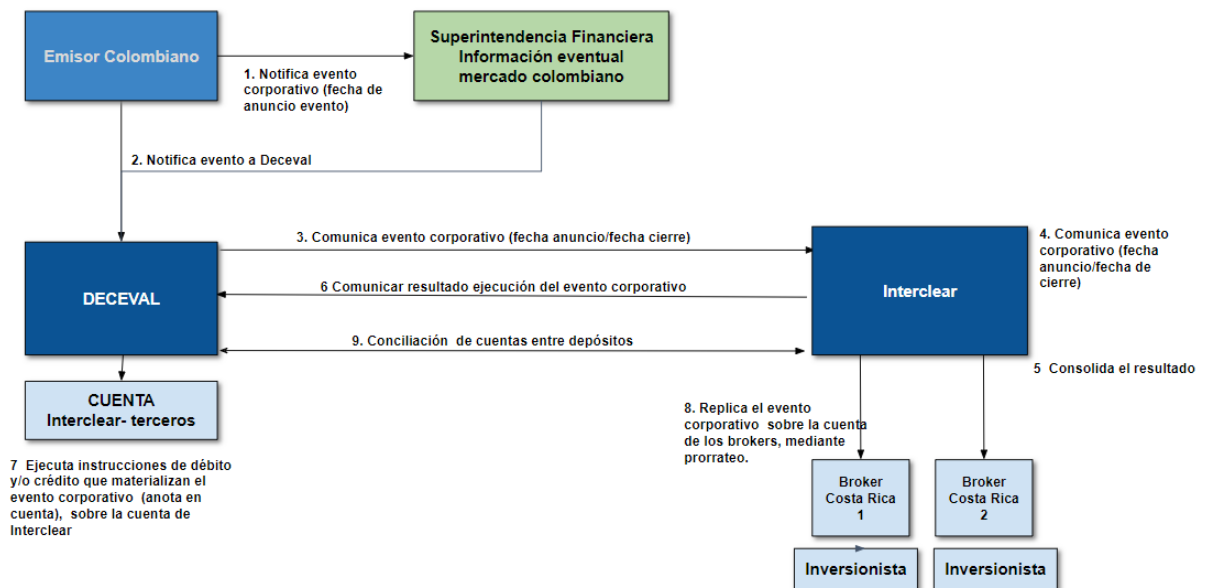 Emisor Colombiano
Superintendencia Financiera
Información eventual
mercado colombiano
1. Notifica evento
corporativo (fecha de
anuncio evento)
2. Notifica evento a Deceval
3. Comunica evento corporativo (fecha anuncio/fecha cierre)
4. Comunica evento
corporativo (fecha
anuncio/fecha de
cierre)
DECEVAL
6 Comunicar resultado ejecución del evento corporativo
Interclear
9. Conciliación de cuentas entre depósitos
5 Consolida el resultado
CUENTA
Interclear- terceros
8. Replica el evento
corporativo sobre la cuenta
de los brokers, mediante
prorrateo.
7 Ejecuta instrucciones de débito
y/o crédito que materializan el
evento corporativo (anota en
cuenta), sobre la cuenta de
Interclear
Broker
Costa Rica
1
Broker
Costa Rica
2
Inversionista
Inversionista